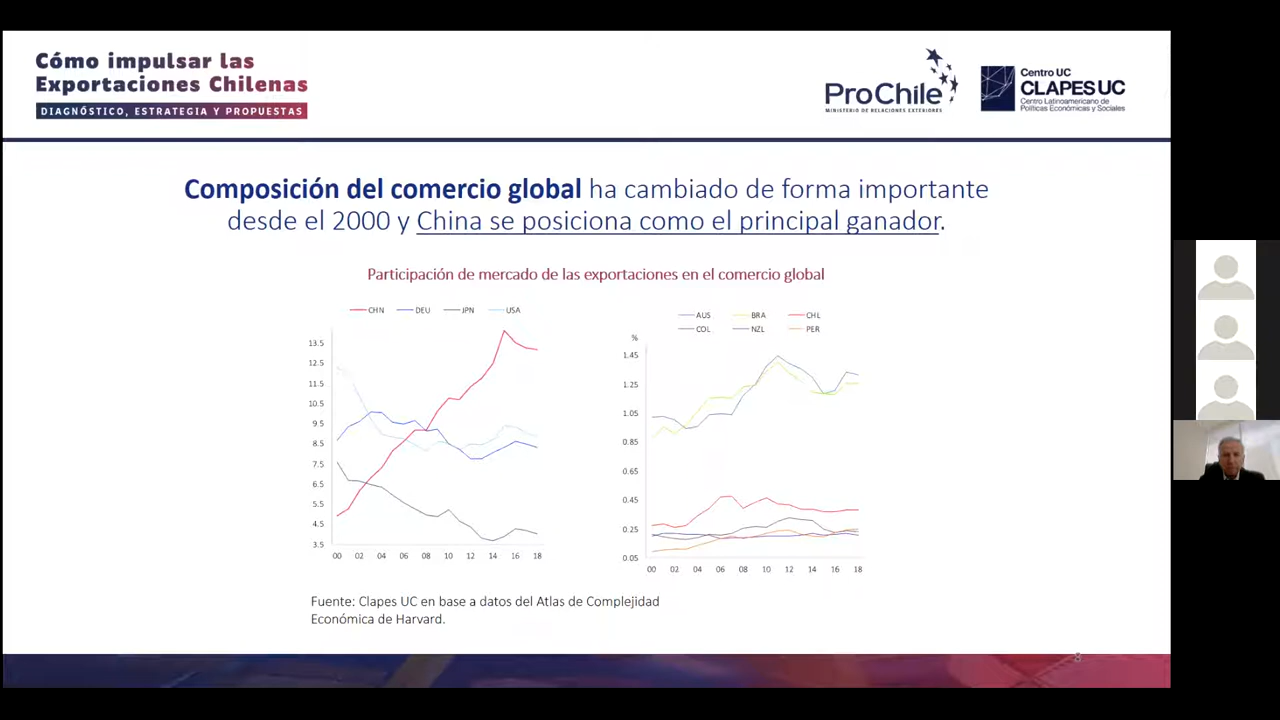 Cómo impulsar las
Exportaciones Chilenas
DIAGNÓSTICO, ESTRATEGIA Y PROPUESTAS
ProChile
MINISTERIO DE RELACIONES EXTERIORES
Centro UC
CLAPES UC
Centro Latinoamericano de
Políticas Económicas y Sociales
Composición del comercio global ha cambiado de forma importante
desde el 2000 y China se posiciona como el principal ganador.
Participación de mercado de las exportaciones en el comercio global
CHN DEU JPN USA
13.5
12.5
11.5
10.5
9.5
8.5
7.5
6.5
5.5
4.5
3.5
00 02 04 06 08 10 12 14 16 18
AUS BRA CHL
COL NZL PER
%
1.45
1.25
1.05
0.85
0.65
0.45
0.25
0.05
00 02 04 06 08 10 12 14 16 18
Fuente: Clapes UC en base a datos del Atlas de Complejidad
Económica de Harvard.